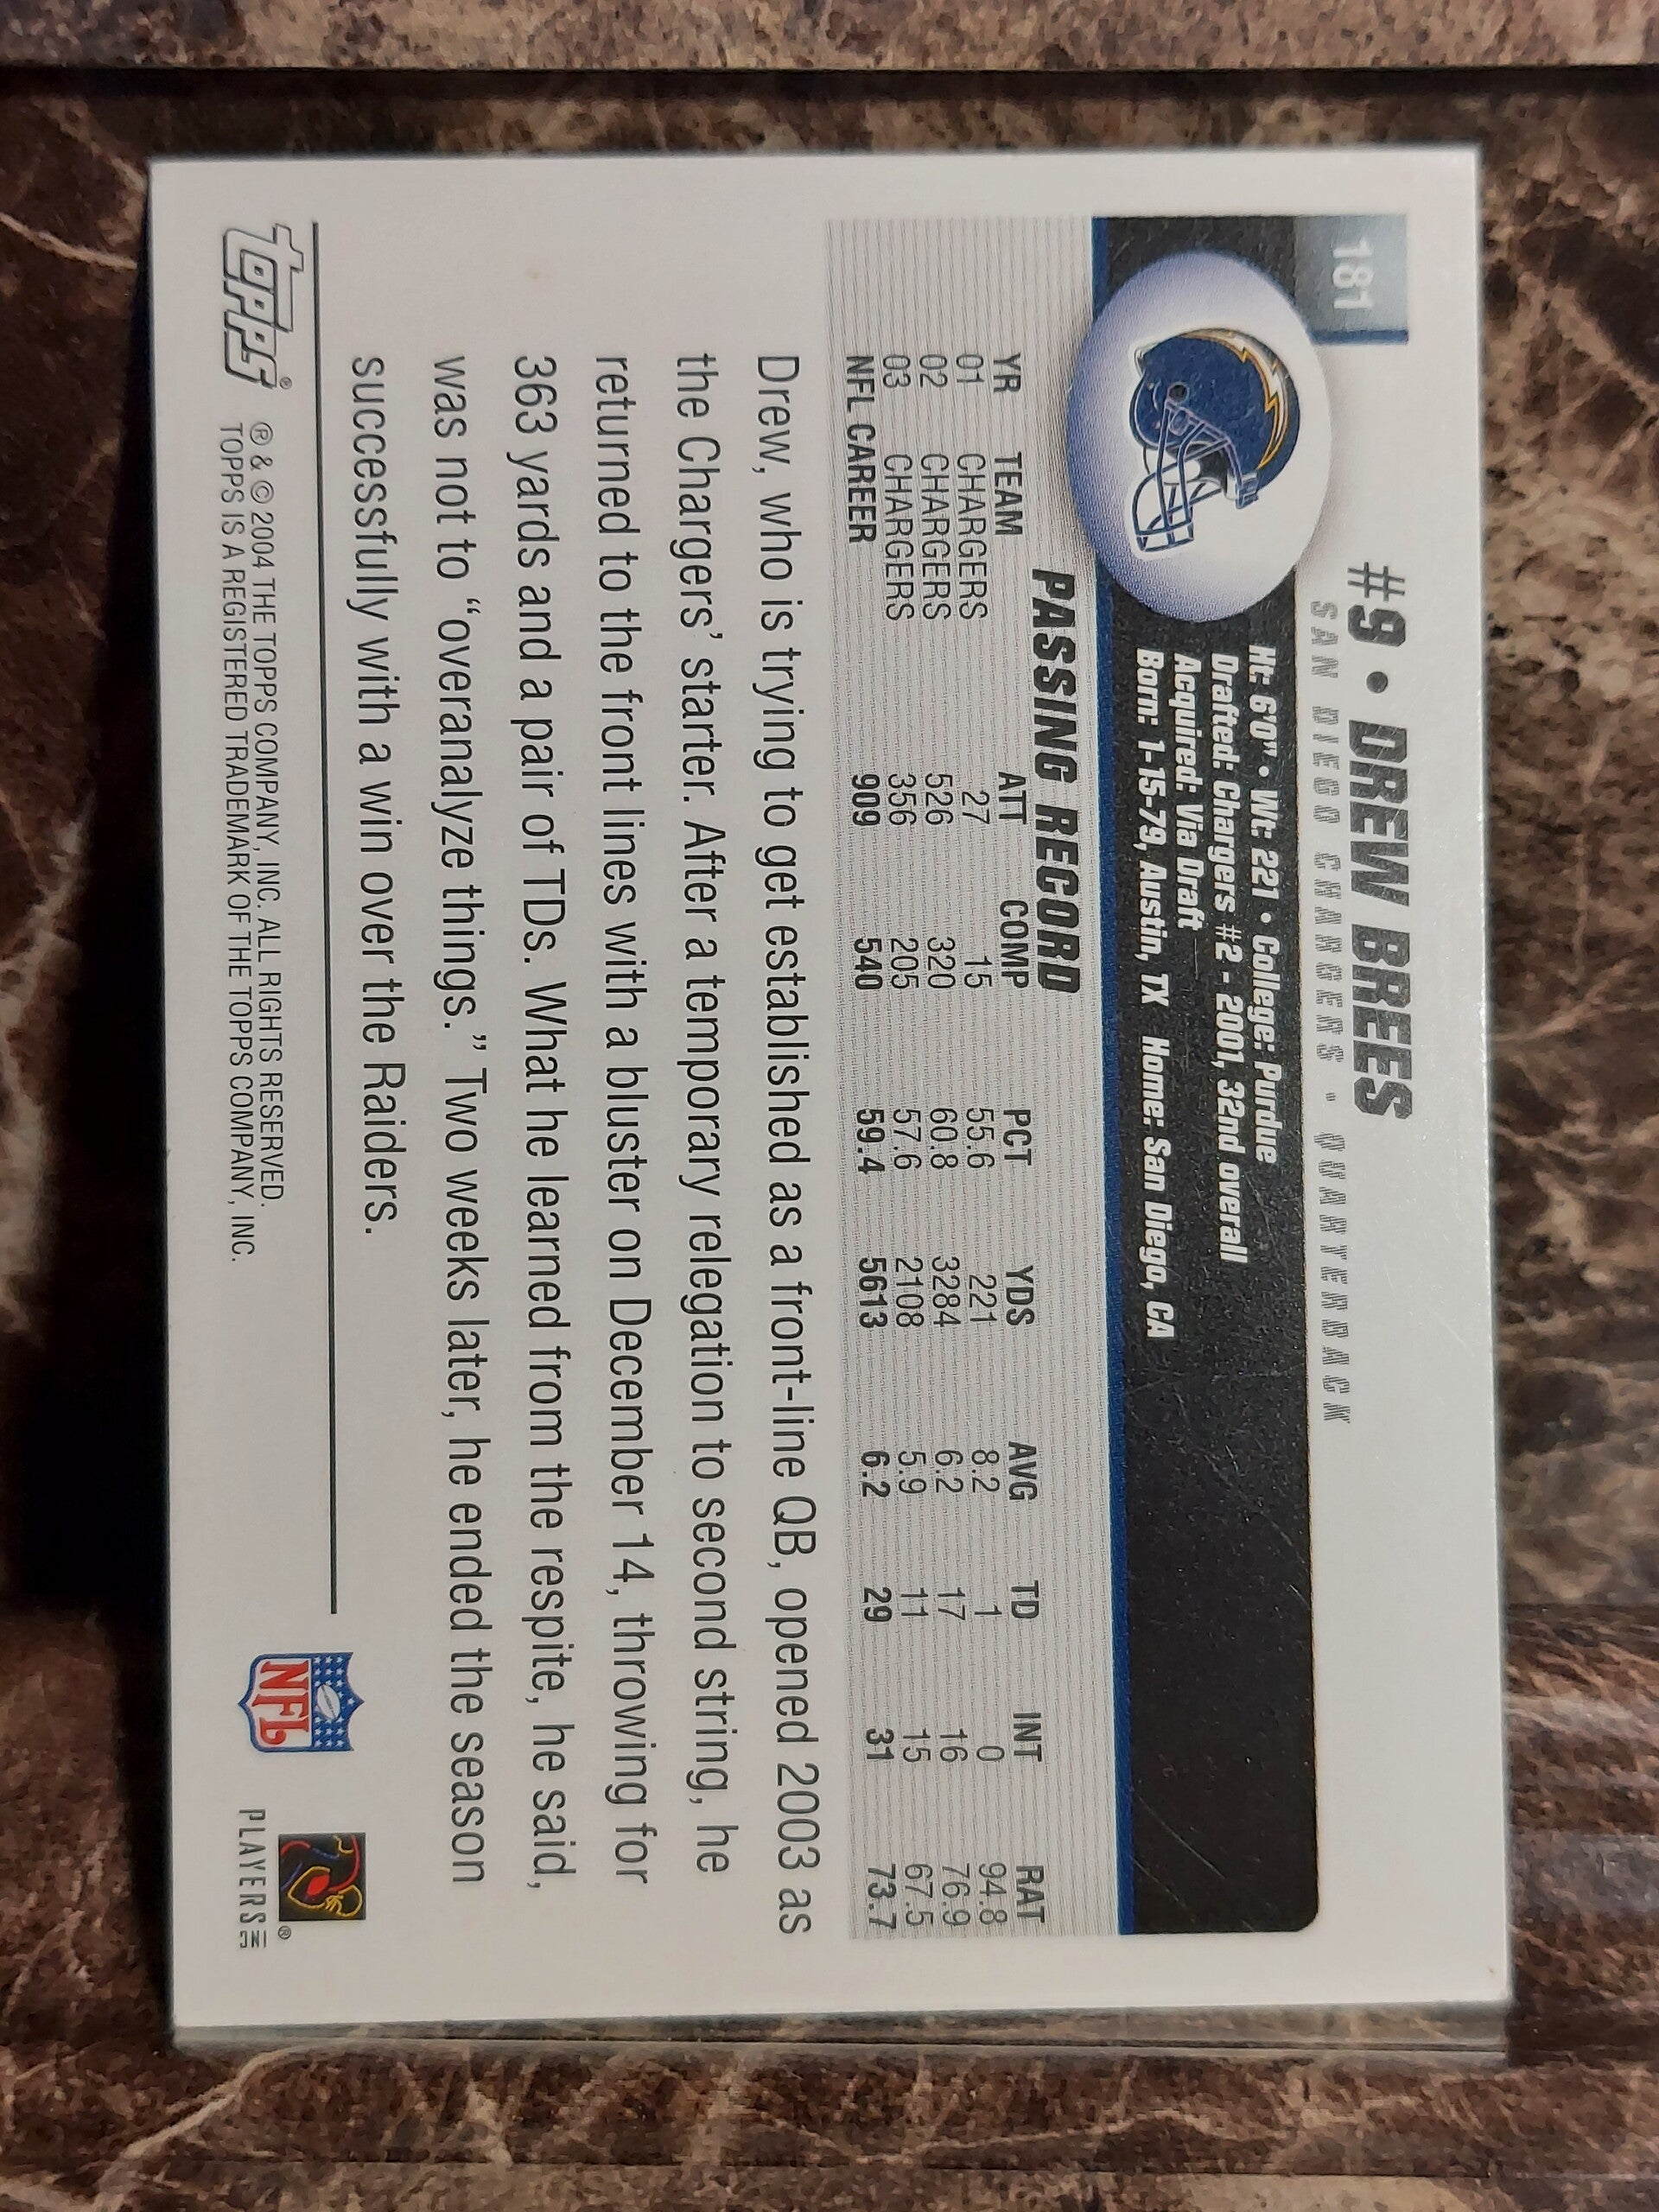 181
#9 • DREW BREES
SAN DIEGO CHARGERS • QUARTERBACK
Ht: 6'0" • Wt: 221 • College: Purdue
Drafted: Chargers #2 - 2001, 32nd overall
Acquired: Via Draft
Born: 1-15-79, Austin, TX Home: San Diego, CA
PASSING RECORD
YR TEAM ATT COMP PCT YDS AVG TD INT RAT
01 CHARGERS 27 15 55.6 221 8.2 1 0 94.8
02 CHARGERS 526 320 60.8 3284 6.2 17 16 76.9
03 CHARGERS 356 205 57.6 2108 5.9 11 15 67.5
NFL CAREER 909 540 59.4 5613 6.2 29 31 73.7
Drew, who is trying to get established as a front-line QB, opened 2003 as
the Chargers’ starter. After a temporary relegation to second string, he
returned to the front lines with a bluster on December 14, throwing for
363 yards and a pair of TDs. What he learned from the respite, he said,
was not to “overanalyze things.” Two weeks later, he ended the season
successfully with a win over the Raiders.
topps®
® & © 2004 THE TOPPS COMPANY, INC. ALL RIGHTS RESERVED.
TOPPS IS A REGISTERED TRADEMARK OF THE TOPPS COMPANY, INC.
NFL
®
PLAYERS INC